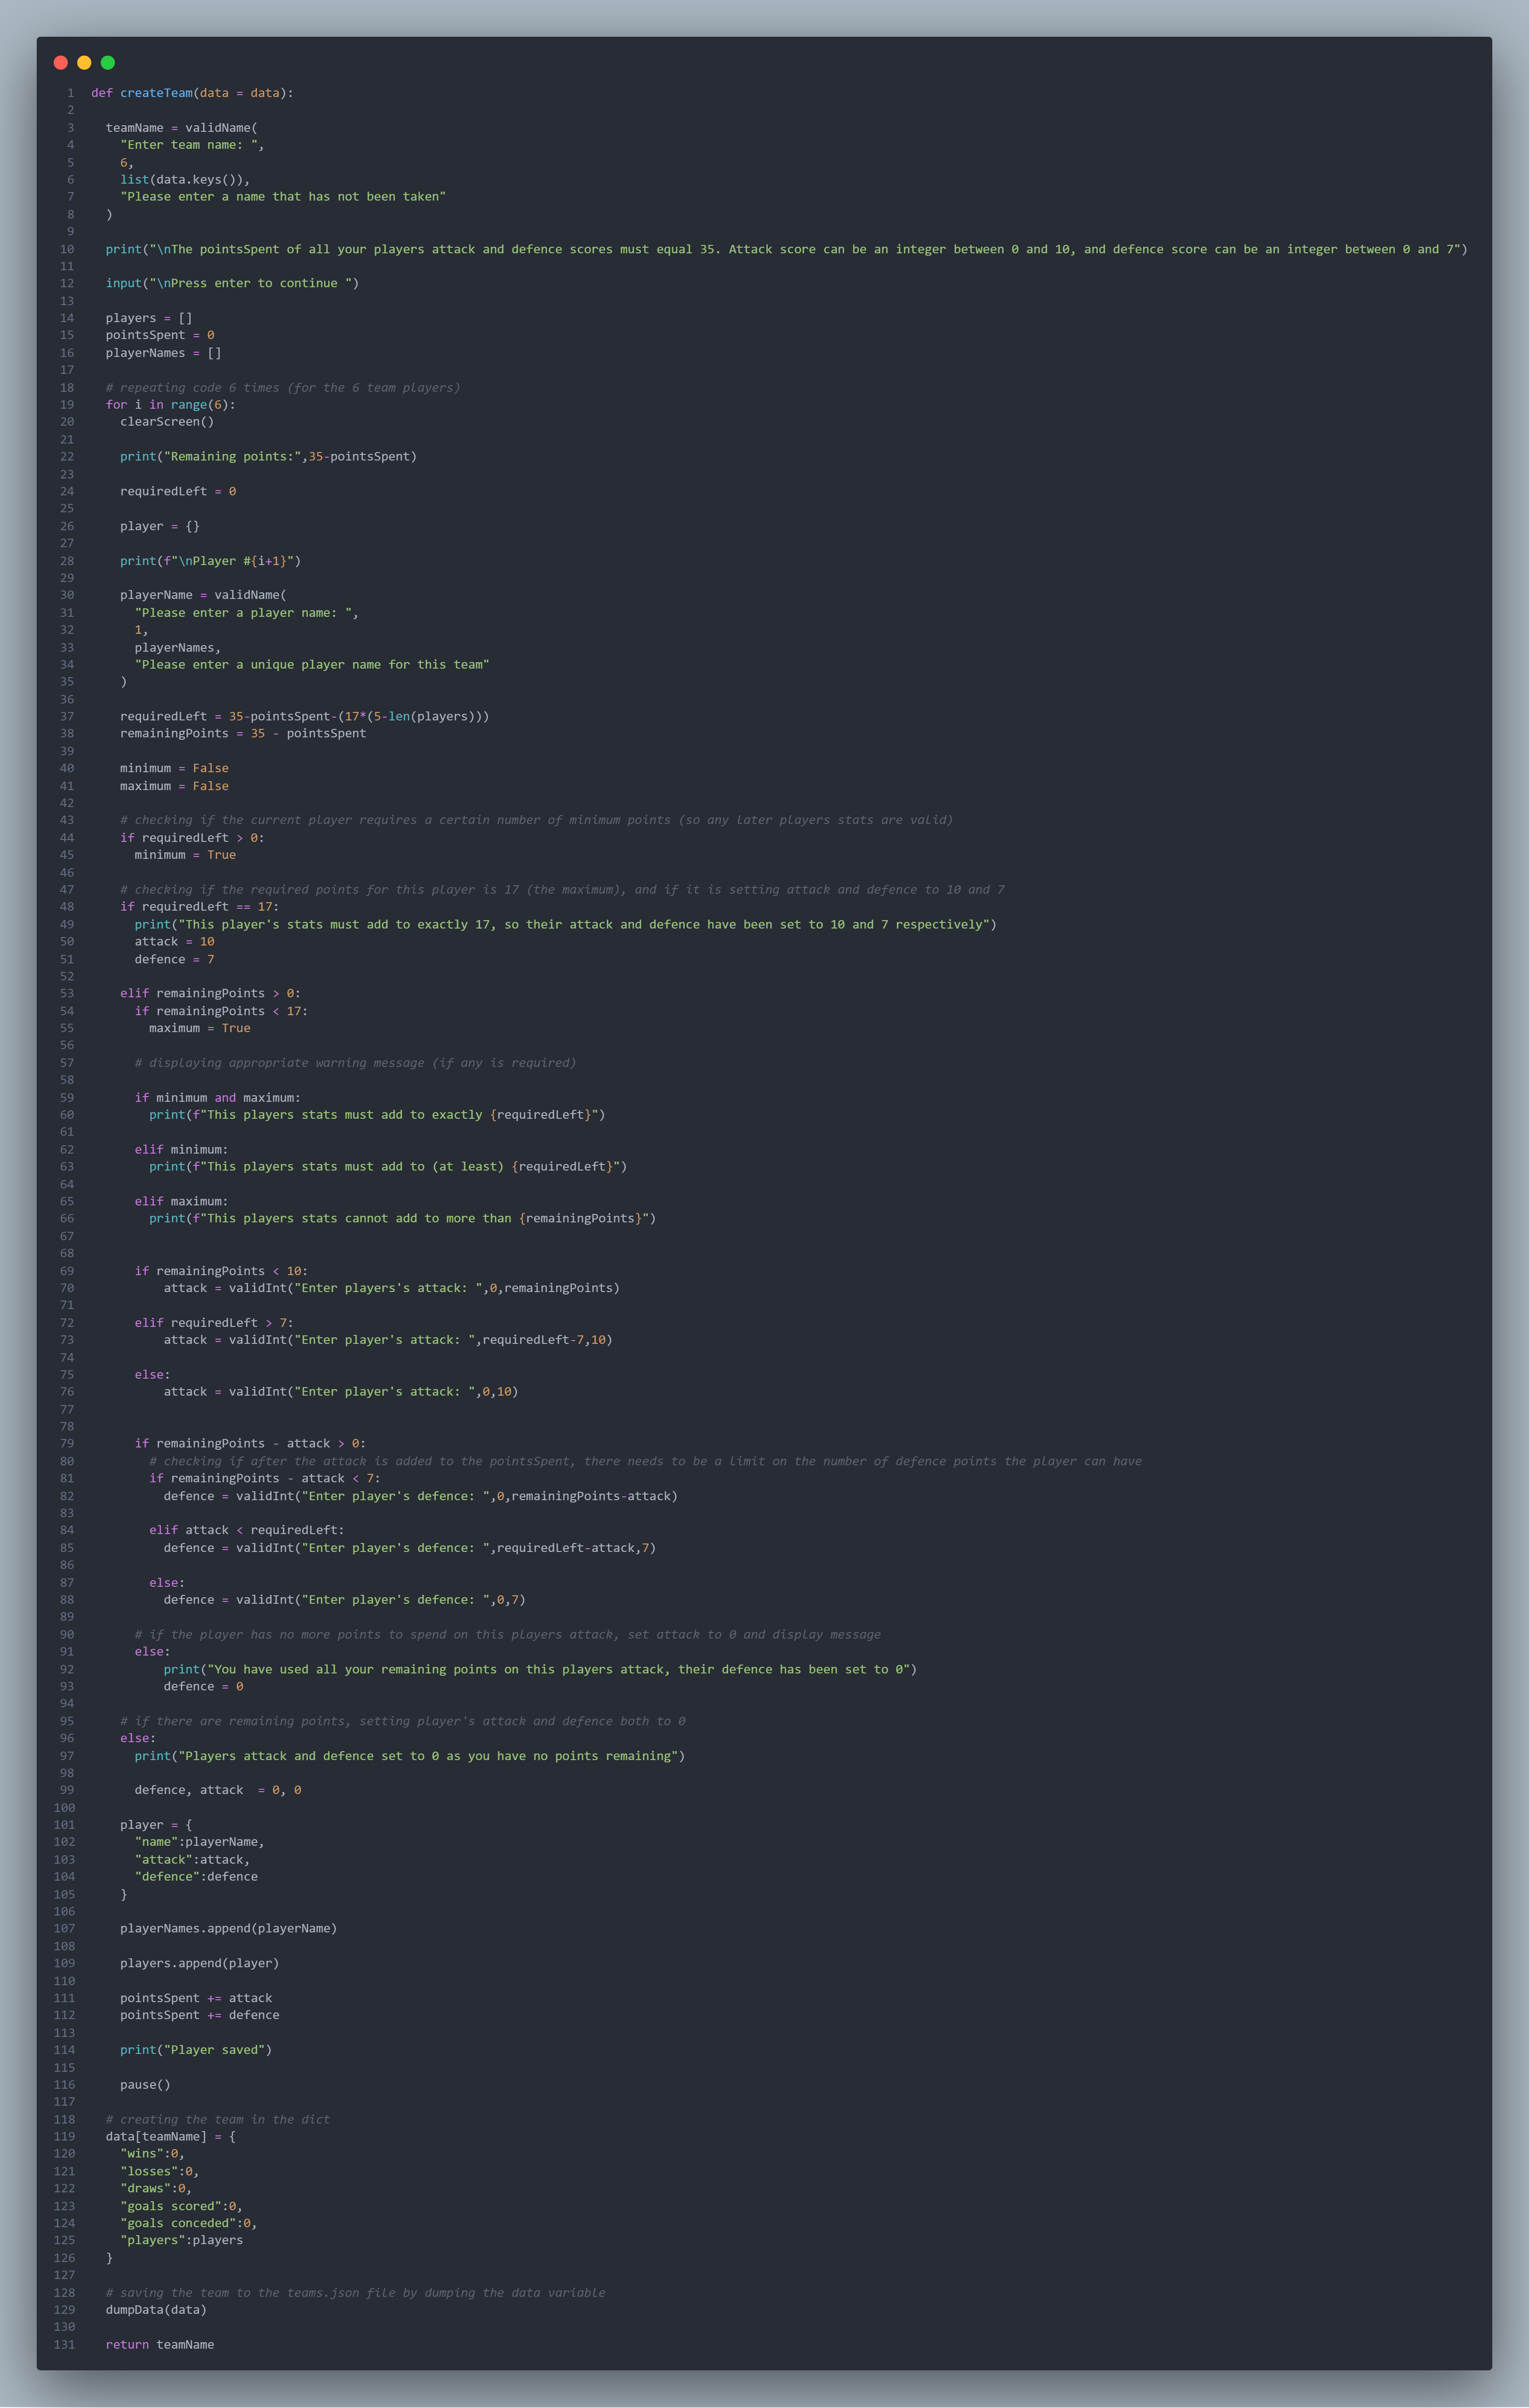 1 def createTeam(data = data):
2
3   teamName = validName(
4     "Enter team name: ",
5     6,
6     list(data.keys()),
7     "Please enter a name that has not been taken"
8   )
9
10   print("\nThe pointsSpent of all your players attack and defence scores must equal 35. Attack score can be an integer between 0 and 10, and defence score can be an integer between 0 and 7")
11
12   input("\nPress enter to continue ")
13
14   players = []
15   pointsSpent = 0
16   playerNames = []
17
18   # repeating code 6 times (for the 6 team players)
19   for i in range(6):
20     clearScreen()
21
22     print("Remaining points:",35-pointsSpent)
23
24     requiredLeft = 0
25
26     player = {}
27
28     print(f"\nPlayer #{i+1}")
29
30     playerName = validName(
31       "Please enter a player name: ",
32       1,
33       playerNames,
34       "Please enter a unique player name for this team"
35     )
36
37     requiredLeft = 35-pointsSpent-(17*(5-len(players)))
38     remainingPoints = 35 - pointsSpent
39
40     minimum = False
41     maximum = False
42
43     # checking if the current player requires a certain number of minimum points (so any later players stats are valid)
44     if requiredLeft > 0:
45       minimum = True
46
47     # checking if the required points for this player is 17 (the maximum), and if it is setting attack and defence to 10 and 7
48     if requiredLeft == 17:
49       print("This player's stats must add to exactly 17, so their attack and defence have been set to 10 and 7 respectively")
50       attack = 10
51       defence = 7
52
53     elif remainingPoints > 0:
54       if remainingPoints < 17:
55         maximum = True
56
57       # displaying appropriate warning message (if any is required)
58
59       if minimum and maximum:
60         print(f"This players stats must add to exactly {requiredLeft}")
61
62       elif minimum:
63         print(f"This players stats must add to (at least) {requiredLeft}")
64
65       elif maximum:
66         print(f"This players stats cannot add to more than {remainingPoints}")
67
68
69       if remainingPoints < 10:
70           attack = validInt("Enter players's attack: ",0,remainingPoints)
71
72       elif requiredLeft > 7:
73           attack = validInt("Enter player's attack: ",requiredLeft-7,10)
74
75       else:
76           attack = validInt("Enter player's attack: ",0,10)
77
78
79       if remainingPoints - attack > 0:
80         # checking if after the attack is added to the pointsSpent, there needs to be a limit on the number of defence points the player can have
81         if remainingPoints - attack < 7:
82           defence = validInt("Enter player's defence: ",0,remainingPoints-attack)
83
84         elif attack < requiredLeft:
85           defence = validInt("Enter player's defence: ",requiredLeft-attack,7)
86
87         else:
88           defence = validInt("Enter player's defence: ",0,7)
89
90       # if the player has no more points to spend on this players attack, set attack to 0 and display message
91       else:
92           print("You have used all your remaining points on this players attack, their defence has been set to 0")
93           defence = 0
94
95     # if there are remaining points, setting player's attack and defence both to 0
96     else:
97       print("Players attack and defence set to 0 as you have no points remaining")
98
99       defence, attack  = 0, 0
100
101     player = {
102       "name":playerName,
103       "attack":attack,
104       "defence":defence
105     }
106
107     playerNames.append(playerName)
108
109     players.append(player)
110
111     pointsSpent += attack
112     pointsSpent += defence
113
114     print("Player saved")
115
116     pause()
117
118   # creating the team in the dict
119   data[teamName] = {
120     "wins":0,
121     "losses":0,
122     "draws":0,
123     "goals scored":0,
124     "goals conceded":0,
125     "players":players
126   }
127
128   # saving the team to the teams.json file by dumping the data variable
129   dumpData(data)
130
131   return teamName